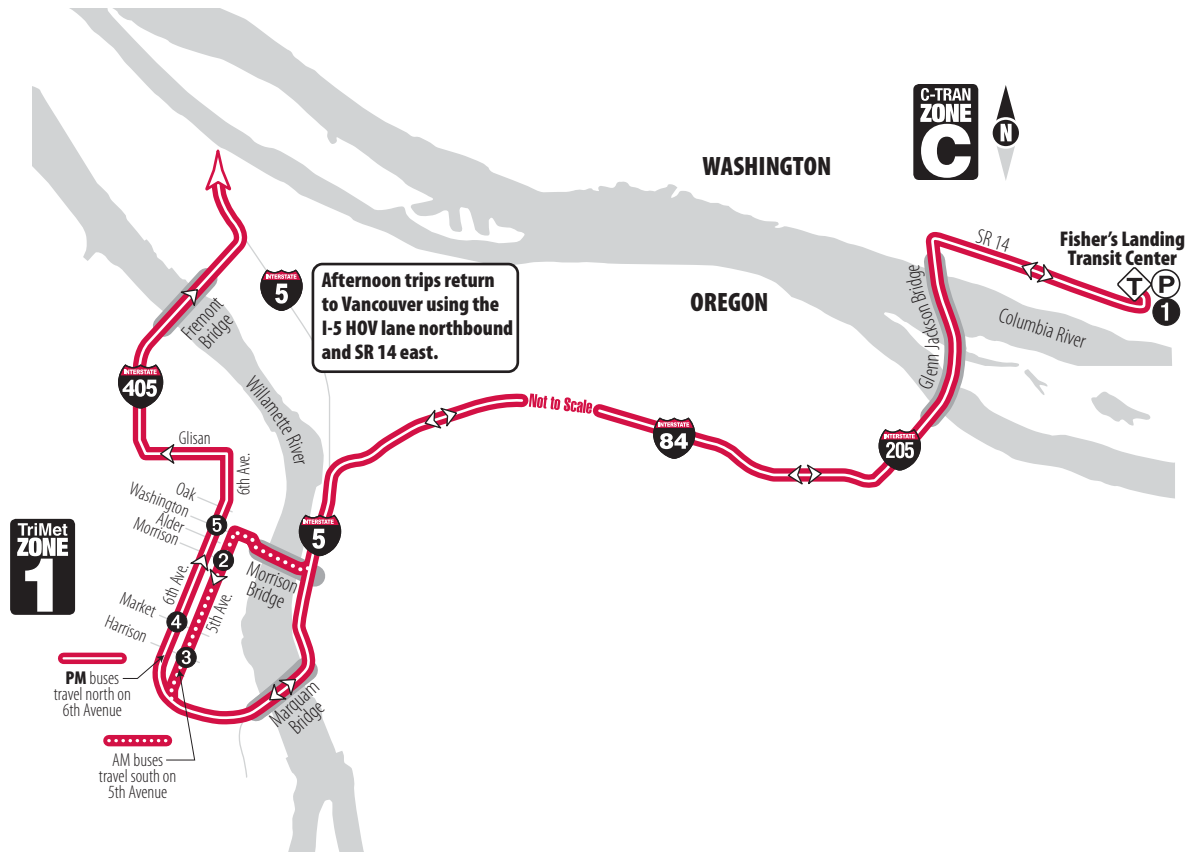 C-TRAN
ZONE
C
N
WASHINGTON
SR 14
Fisher's Landing
Transit Center
T
P
1
INTERSTATE
5
Afternoon trips return
to Vancouver using the
I-5 HOV lane northbound
and SR 14 east.
OREGON
Glenn Jackson Bridge
Columbia River
Fremont
Bridge
INTERSTATE
405
Willamette River
Not to Scale
INTERSTATE
84
INTERSTATE
205
Glisan
6th Ave.
Oak
Washington
Alder
Morrison
5
INTERSTATE
5
TriMet
ZONE
1
2
Morrison
Bridge
6th Ave.
5th Ave.
Market
4
Harrison
3
PM buses
travel north on
6th Avenue
Marquam
Bridge
AM buses
travel south on
5th Avenue